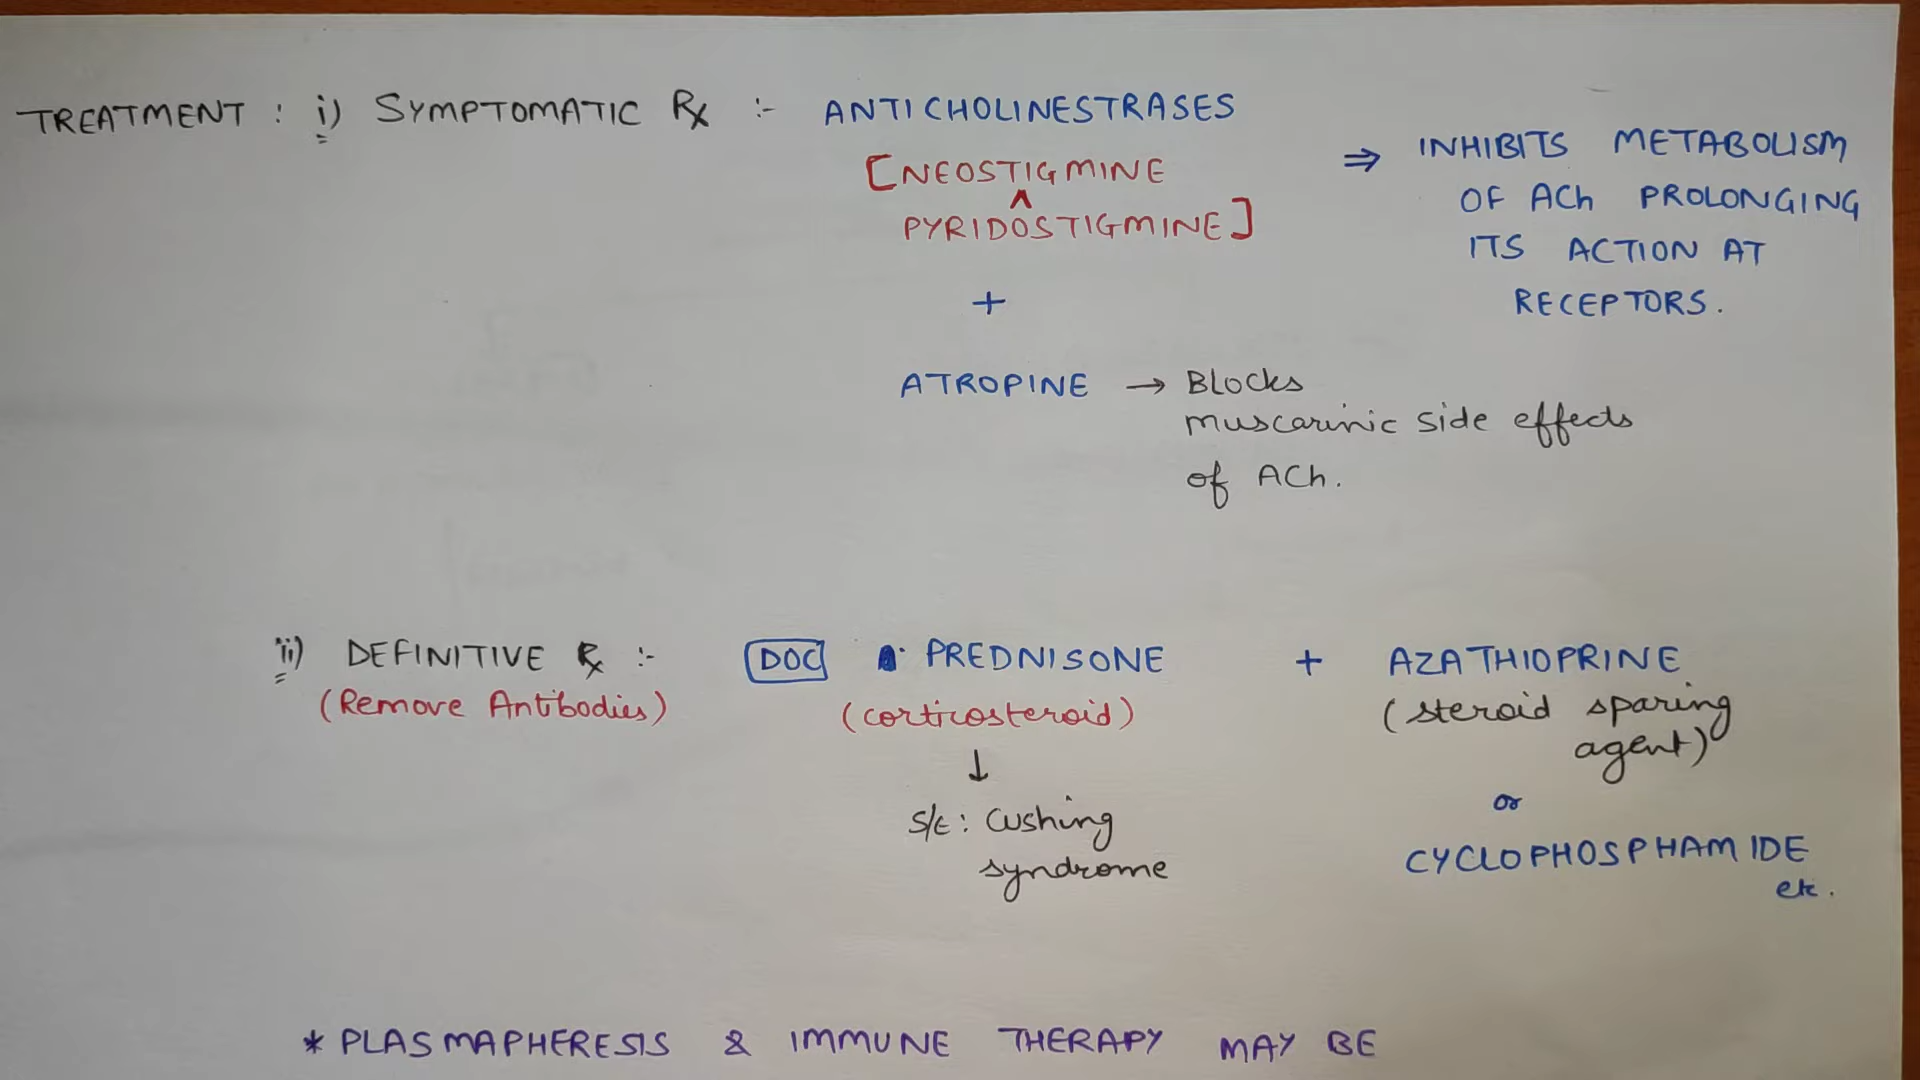 TREATMENT : i) SYMPTOMATIC Rx :- ANTICHOLINESTRASES
[NEOSTIGMINE
^
PYRIDOSTIGMINE]
⇒ INHIBITS METABOLISM
OF ACh PROLONGING
ITS ACTION AT
RECEPTORS.
+
ATROPINE → Blocks
muscarinic side effects
of ACh.
ii) DEFINITIVE Rx :- DOC PREDNISONE + AZATHIOPRINE
(Remove Antibodies) (corticosteroid) (steroid sparing
agent)
↓
or
S/E : Cushing
syndrome
CYCLOPHOSPHAMIDE
etc.
* PLASMAPHERESIS & IMMUNE THERAPY MAY BE